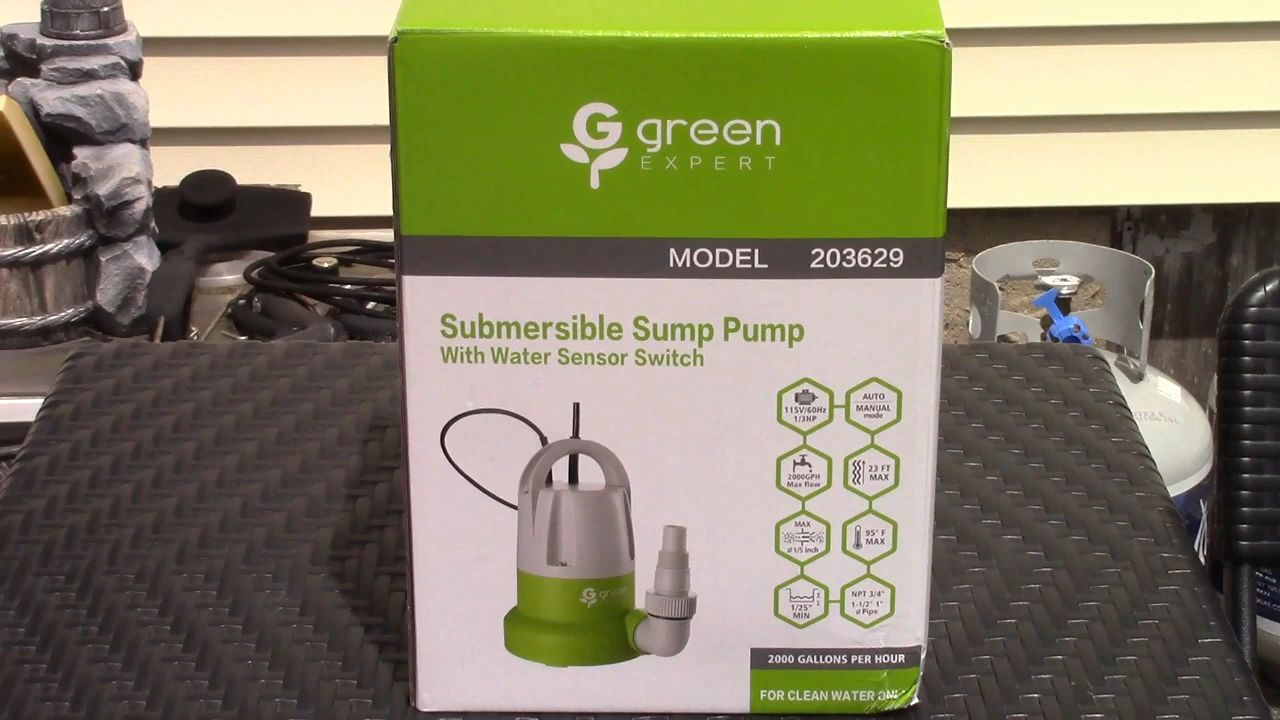 G green
EXPERT
MODEL 203629
Submersible Sump Pump
With Water Sensor Switch
115V/60Hz
1/3HP
AUTO
MANUAL
mode
2000GPH
Max flow
23 FT
MAX
MAX
ø 1/5 inch
95° F
MAX
1/25"
MIN
NPT 3/4"
1-1/2" 1"
ø Pipe
G green
2000 GALLONS PER HOUR
FOR CLEAN WATER ONLY